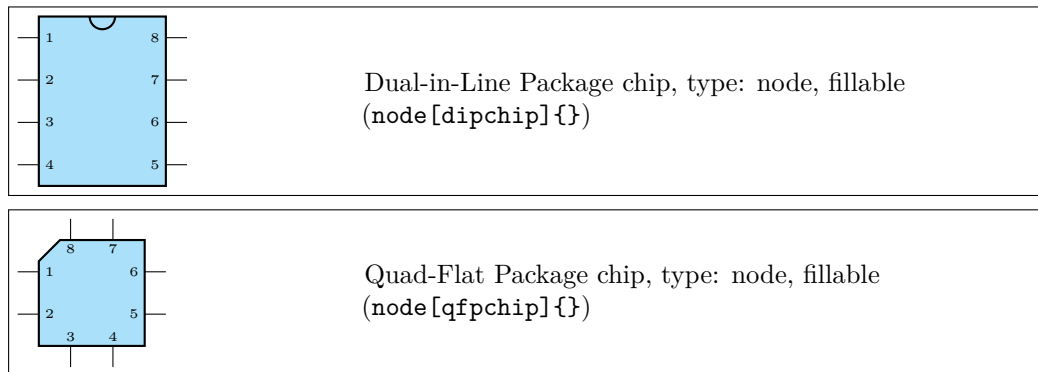 1 8
2 7
3 6
4 5
Dual-in-Line Package chip, type: node, fillable
(node[dipchip]{})
8 7
1 6
2 5
3 4
Quad-Flat Package chip, type: node, fillable
(node[qfpchip]{})